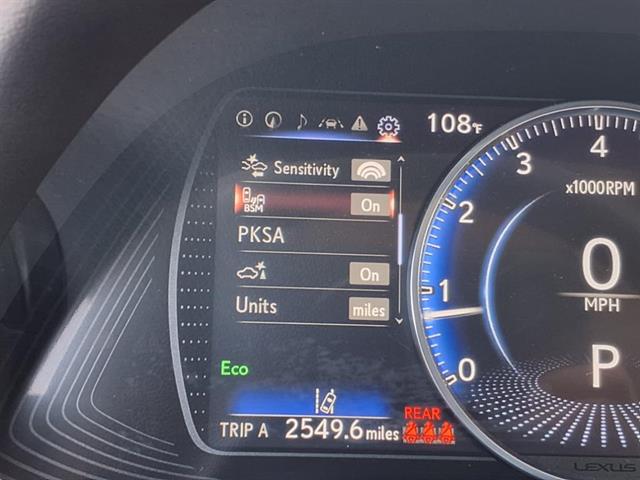 108°F
Sensitivity
BSM On
PKSA
On
Units miles
Eco
TRIP A 2549.6 miles
REAR
4
3
2
1
0
x1000RPM
0
MPH
P
LEXUS